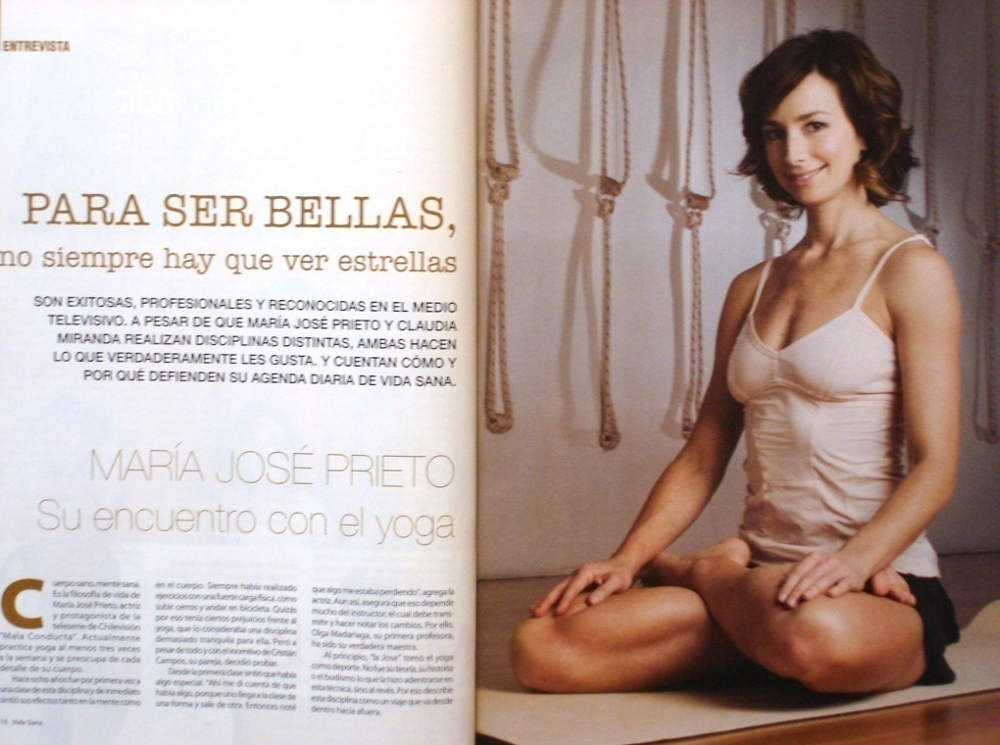 ENTREVISTA
PARA SER BELLAS,
no siempre hay que ver estrellas
SON EXITOSAS, PROFESIONALES Y RECONOCIDAS EN EL MEDIO
TELEVISIVO. A PESAR DE QUE MARÍA JOSÉ PRIETO Y CLAUDIA
MIRANDA REALIZAN DISCIPLINAS DISTINTAS, AMBAS HACEN
LO QUE VERDADERAMENTE LES GUSTA. Y CUENTAN CÓMO Y
POR QUÉ DEFIENDEN SU AGENDA DIARIA DE VIDA SANA.
MARÍA JOSÉ PRIETO
Su encuentro con el yoga
Cuerpo sano, mente sana.
Es la filosofía de vida de
María José Prieto, actriz
y protagonista de la
teleserie de Chilevisión
"Mala Conducta". Actualmente
practica yoga al menos tres veces
a la semana y se preocupa de cada
detalle de su cuerpo.
Hace ocho años fue por primera vez a
una clase de esta disciplina y de inmediato
sintió sus efectos tanto en la mente como
en el cuerpo. Siempre había realizado
ejercicios con una fuerte carga física, como
subir cerros y andar en bicicleta. Quizás
por eso tenía ciertos prejuicios frente al
yoga, que lo consideraba una disciplina
demasiado tranquila para ella. Pero a
pesar de todo y con el incentivo de Cristián
Campos, su pareja, decidió probar.
Desde la primera clase sintió que había
algo especial. "Ahí me di cuenta de que
había algo, porque uno llega a la clase de
una forma y sale de otra. Entonces noté
que algo me estaba perdiendo", agrega la
actriz. Aun así, asegura que eso depende
mucho del instructor, el cual debe trans-
mitir y hacer notar los cambios. Por ello,
Olga Madariaga, su primera profesora,
ha sido su verdadera maestra.
Al principio, "la Jose" tomó el yoga
como deporte. No fue su teoría, su historia
o el budismo lo que la hizo adentrarse en
esta técnica, sino al revés. Por eso describe
esta disciplina como un viaje que va desde
dentro hacia afuera.
Vida Sana